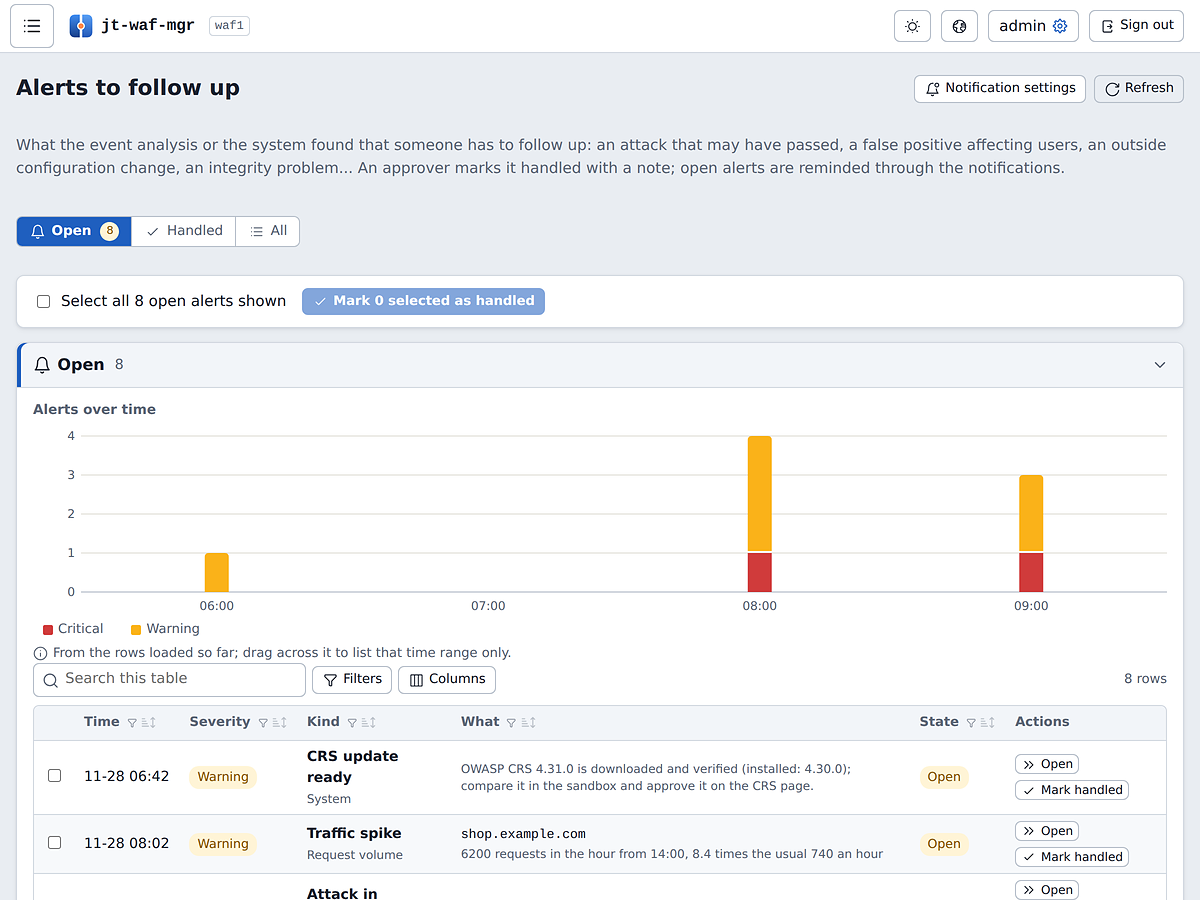 jt-waf-mgr waf1 admin Sign out
Alerts to follow up Notification settings Refresh
What the event analysis or the system found that someone has to follow up: an attack that may have passed, a false positive affecting users, an outside
configuration change, an integrity problem... An approver marks it handled with a note; open alerts are reminded through the notifications.
Open 8 Handled All
Select all 8 open alerts shown Mark 0 selected as handled
Open 8
Alerts over time
4
3
2
1
0
06:00 07:00 08:00 09:00
Critical Warning
From the rows loaded so far; drag across it to list that time range only.
Search this table Filters Columns 8 rows
Time Severity Kind What State Actions
CRS update
ready
System
11-28 06:42 Warning
OWASP CRS 4.31.0 is downloaded and verified (installed: 4.30.0);
compare it in the sandbox and approve it on the CRS page.
Open
Open
Mark handled
11-28 08:02 Warning
Traffic spike
Request volume
shop.example.com
6200 requests in the hour from 14:00, 8.4 times the usual 740 an hour
Open
Open
Mark handled
Attack in
Open